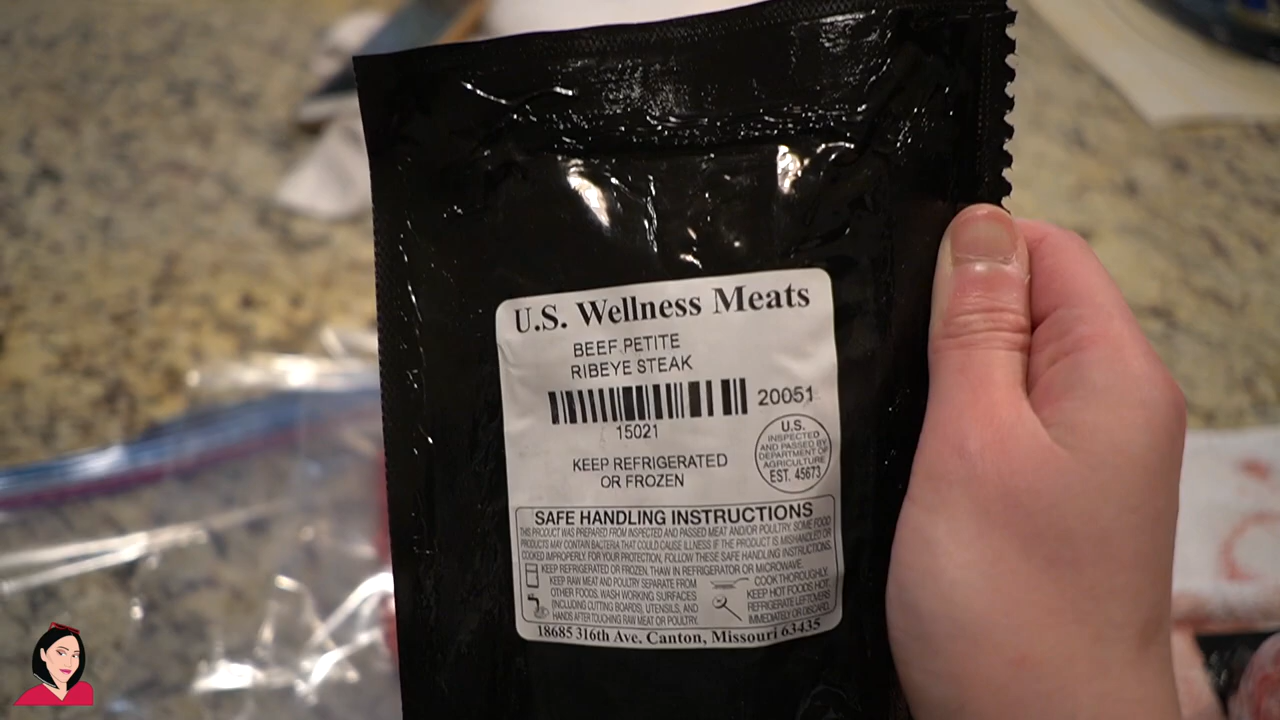 U.S. Wellness Meats
BEEF PETITE
RIBEYE STEAK
20051
15021
U.S.
INSPECTED
AND PASSED BY
DEPARTMENT OF
AGRICULTURE
EST. 45673
KEEP REFRIGERATED
OR FROZEN
SAFE HANDLING INSTRUCTIONS
THIS PRODUCT WAS PREPARED FROM INSPECTED AND PASSED MEAT AND/OR POULTRY. SOME FOOD
PRODUCTS MAY CONTAIN BACTERIA THAT COULD CAUSE ILLNESS IF THE PRODUCT IS MISHANDLED OR
COOKED IMPROPERLY. FOR YOUR PROTECTION, FOLLOW THESE SAFE HANDLING INSTRUCTIONS.
KEEP REFRIGERATED OR FROZEN. THAW IN REFRIGERATOR OR MICROWAVE.
KEEP RAW MEAT AND POULTRY SEPARATE FROM
OTHER FOODS. WASH WORKING SURFACES
(INCLUDING CUTTING BOARDS), UTENSILS, AND
HANDS AFTER TOUCHING RAW MEAT OR POULTRY.
COOK THOROUGHLY.
KEEP HOT FOODS HOT.
REFRIGERATE LEFTOVERS
IMMEDIATELY OR DISCARD.
18685 316th Ave. Canton, Missouri 63435